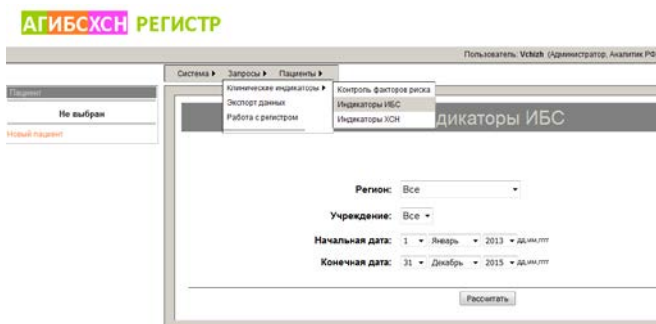 АГИБСХСН РЕГИСТР
Пользователь: Vchizh (Администратор, Аналитик РФ
Система Запросы Пациенты
Пациент
Не выбран
Новый пациент
Клинические индикаторы
Экспорт данных
Работа с регистром
Контроль факторов риска
Индикаторы ИБС
Индикаторы ХСН
дикаторы ИБС
Регион: Все
Учреждение: Все
Начальная дата: 1 Январь 2013 дд,мм,гггг
Конечная дата: 31 Декабрь 2015 дд,мм,гггг
Рассчитать